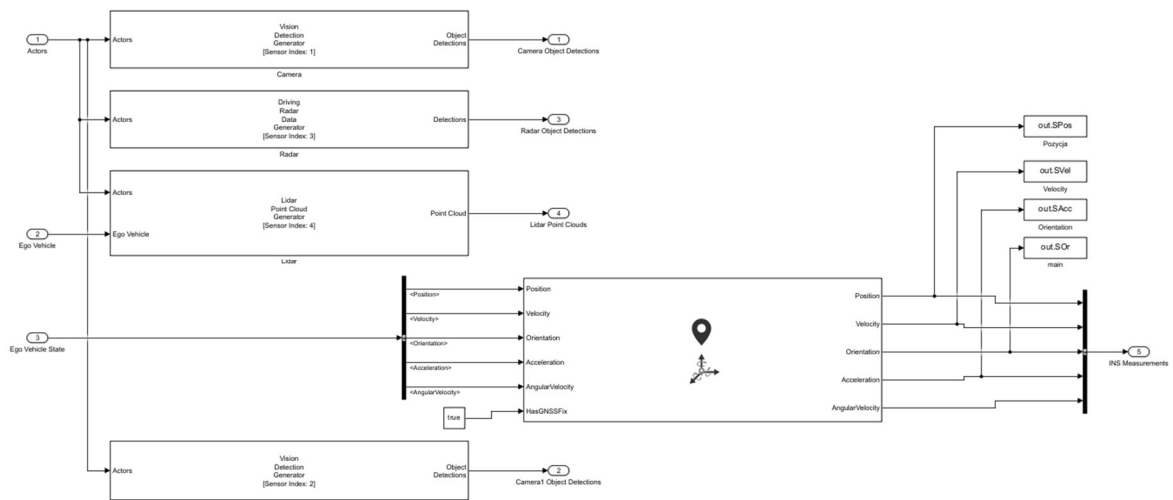 1
Actors
Actors
Vision
Detection
Generator
[Sensor Index: 1]
Object
Detections
Camera
1
Camera Object Detections
Actors
Driving
Radar
Data
Generator
[Sensor Index: 3]
Detections
Radar
3
Radar Object Detections
Actors
Ego Vehicle
Lidar
Point Cloud
Generator
[Sensor Index: 4]
Point Cloud
Lidar
4
Lidar Point Clouds
2
Ego Vehicle
3
Ego Vehicle State
<Position>
<Velocity>
<Orientation>
<Acceleration>
<AngularVelocity>
true
Position
Velocity
Orientation
Acceleration
AngularVelocity
HasGNSSFix
Position
Velocity
Orientation
Acceleration
AngularVelocity
out.SPos
Pozycja
out.SVel
Velocity
out.SAcc
Orientation
out.SOr
main
5
INS Measurements
Actors
Vision
Detection
Generator
[Sensor Index: 2]
Object
Detections
2
Camera1 Object Detections